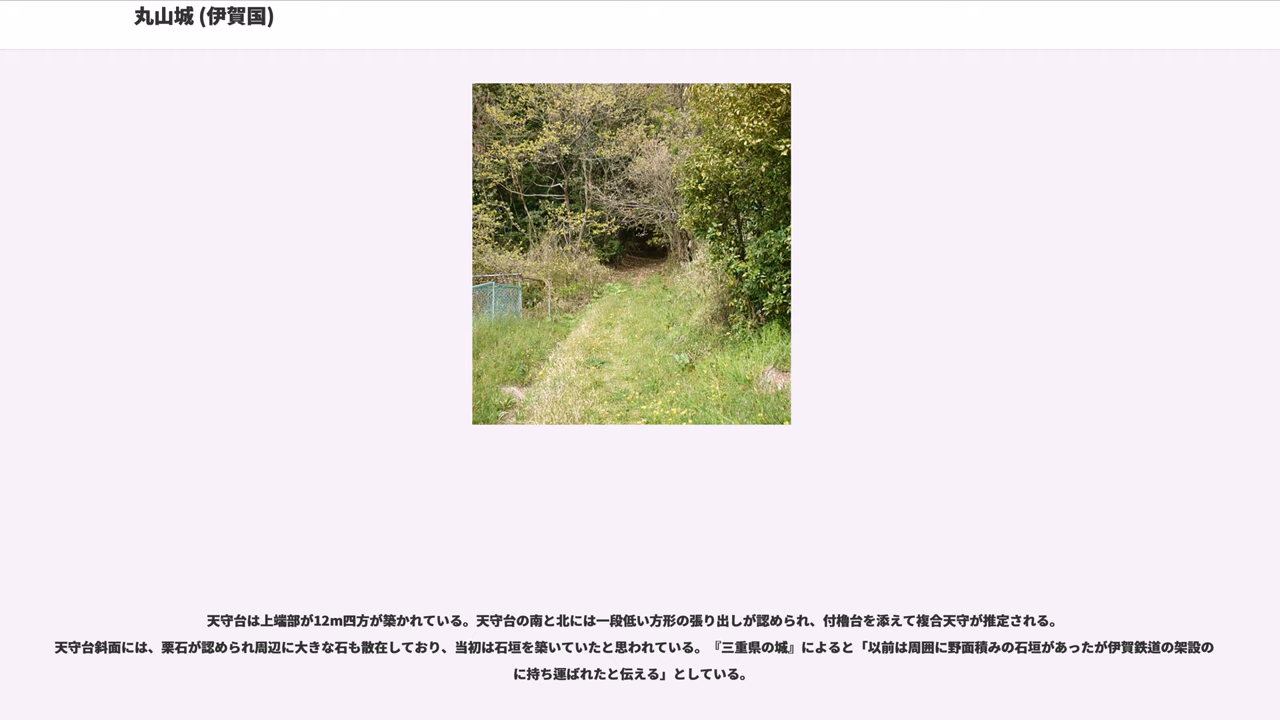 丸山城 (伊賀国)
天守台は上端部が12m四方が築かれている。天守台の南と北には一段低い方形の張り出しが認められ、付櫓台を添えて複合天守が推定される。
天守台斜面には、栗石が認められ周辺に大きな石も散在しており、当初は石垣を築いていたと思われている。『三重県の城』によると「以前は周囲に野面積みの石垣があったが伊賀鉄道の架設の
に持ち運ばれたと伝える」としている。